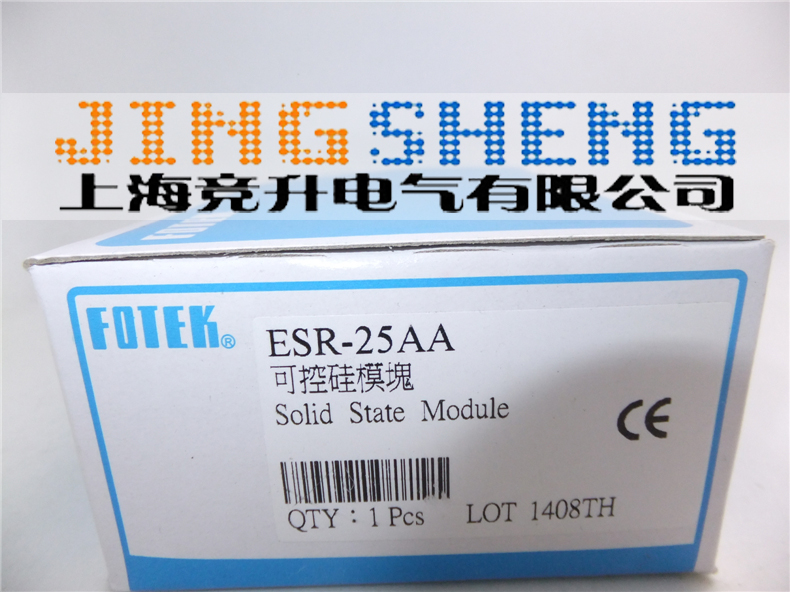 JINGSHENG
上海竞升电气有限公司
FOTEK®
ESR-25AA
可控硅模塊
Solid State Module
CE
QTY：1 Pcs
LOT 1408TH